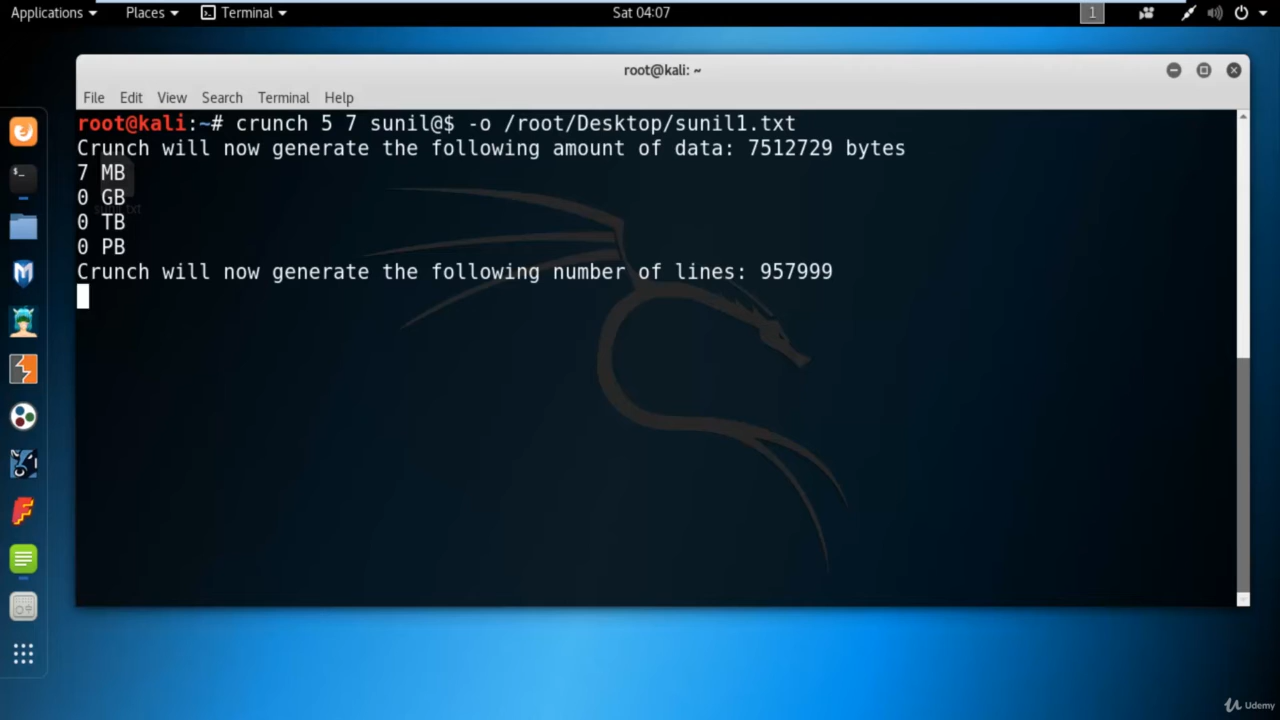 Applications Places Terminal Sat 04:07 1
root@kali: ~
File Edit View Search Terminal Help
root@kali:~# crunch 5 7 sunil@$ -o /root/Desktop/sunil1.txt
Crunch will now generate the following amount of data: 7512729 bytes
7 MB
0 GB
0 TB
0 PB
Crunch will now generate the following number of lines: 957999
Udemy